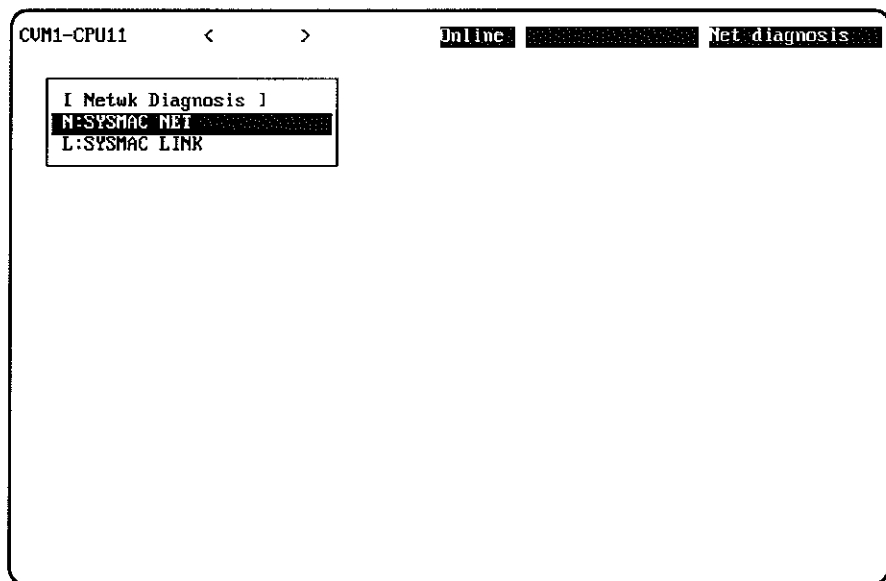 CVM1-CPU11 < > Online Net diagnosis
[ Netwk Diagnosis ]
N:SYSMAC NET
L:SYSMAC LINK